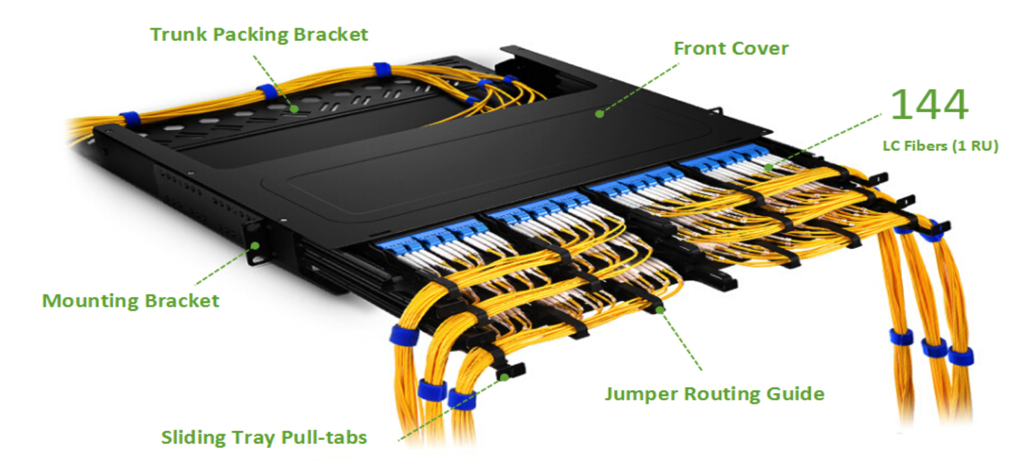 Trunk Packing Bracket
Front Cover
144
LC Fibers (1 RU)
Mounting Bracket
Jumper Routing Guide
Sliding Tray Pull-tabs